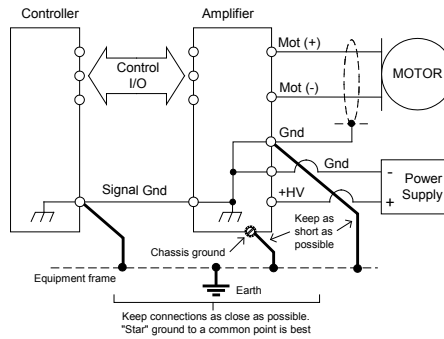 Controller
Amplifier
Mot (+)
Control
I/O
MOTOR
Mot (-)
Gnd
Gnd
-
Power
Supply
Signal Gnd
+HV
+
Keep as
short as
possible
Chassis ground
Equipment frame
Earth
Keep connections as close as possible.
"Star" ground to a common point is best